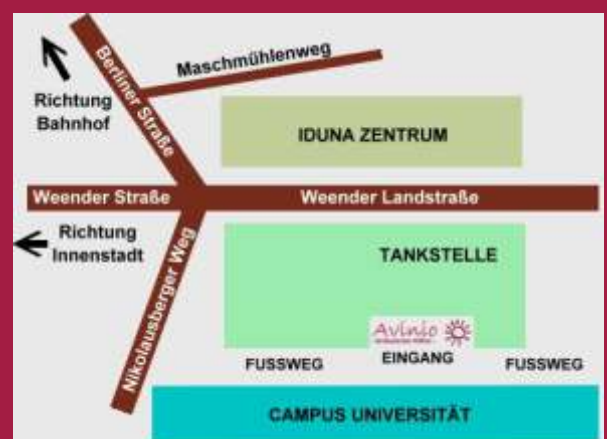 Maschmühlenweg
Berliner Straße
Richtung
Bahnhof
IDUNA ZENTRUM
Weender Straße
Weender Landstraße
Richtung
Innenstadt
Nikolausberger Weg
TANKSTELLE
Avinio
EINGANG
FUSSWEG
FUSSWEG
CAMPUS UNIVERSITÄT